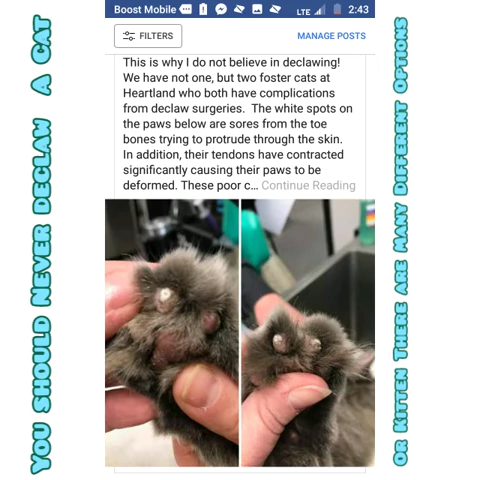 Boost Mobile
LTE
2:43
FILTERS
MANAGE POSTS
This is why I do not believe in declawing!
We have not one, but two foster cats at
Heartland who both have complications
from declaw surgeries.  The white spots on
the paws below are sores from the toe
bones trying to protrude through the skin.
In addition, their tendons have contracted
significantly causing their paws to be
deformed. These poor c... Continue Reading
You should Never declaw A cat
or Kitten There are many Different Options